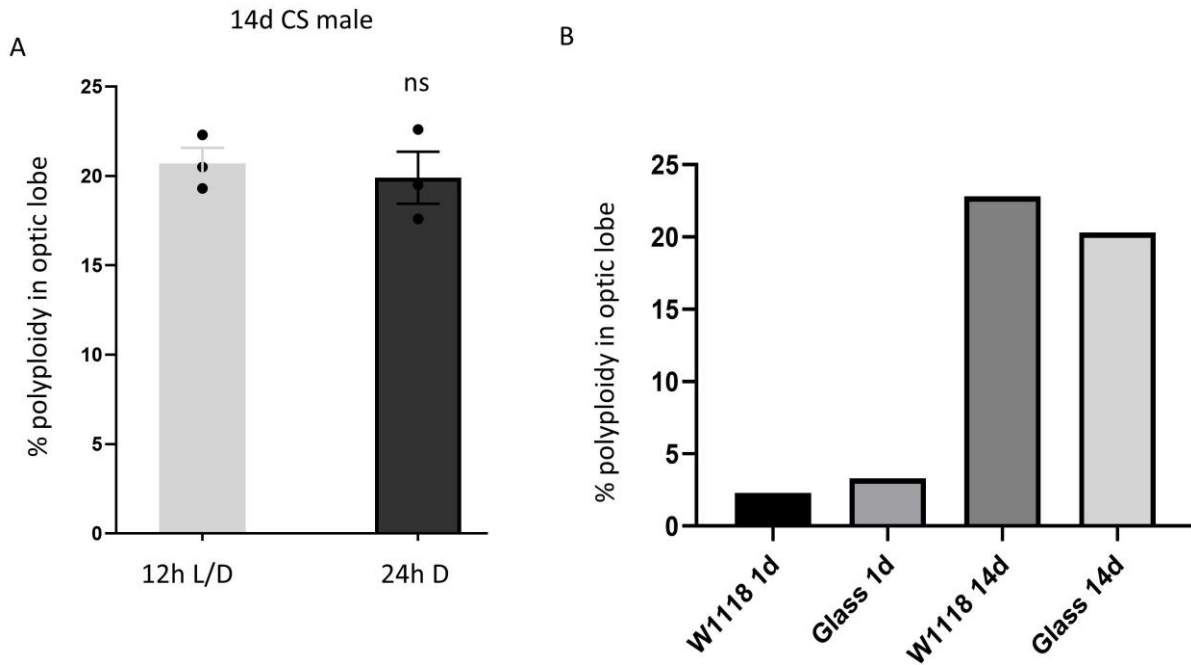 14d CS male
A
% polyploidy in optic lobe
25
20
15
10
5
0
ns
12h L/D
24h D
B
% polyploidy in optic lobe
25
20
15
10
5
0
W1118 1d
Glass 1d
W1118 14d
Glass 14d